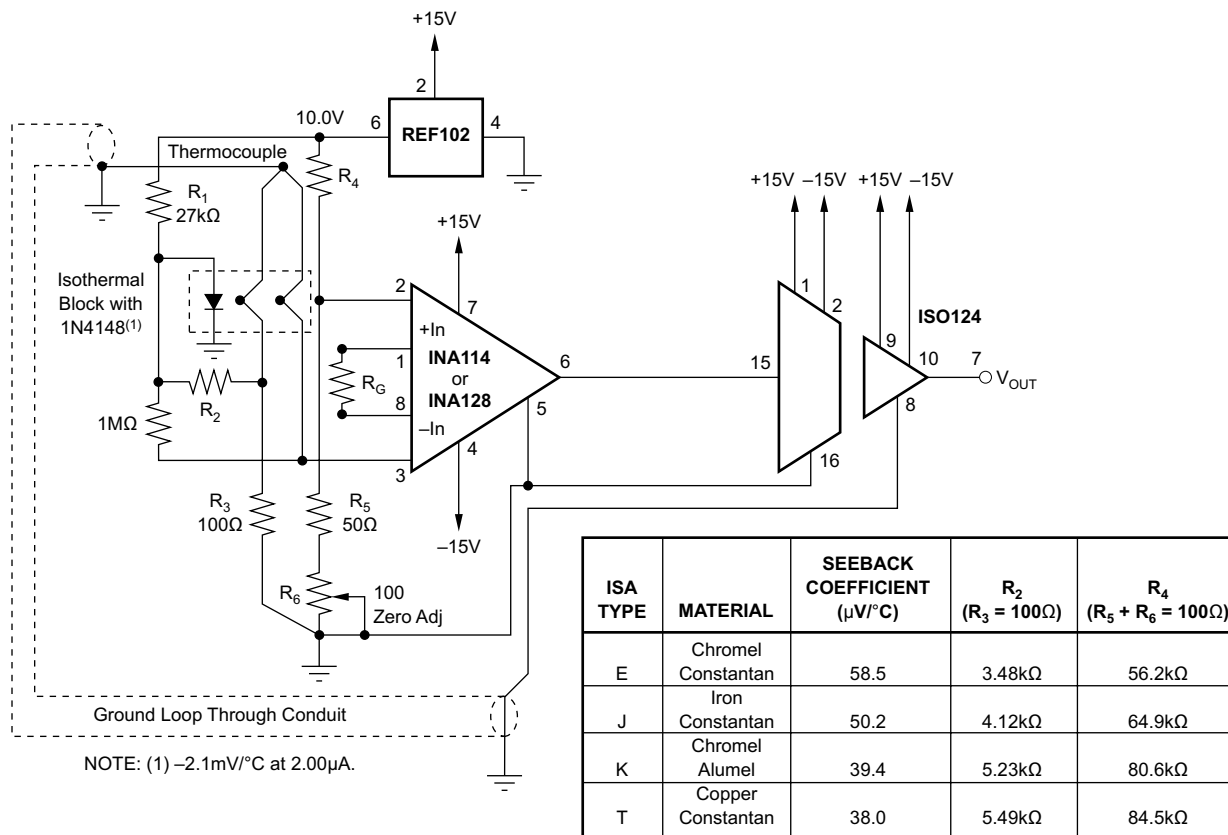 +15V
2
10.0V
6
REF102
4
Thermocouple
R1
27kΩ
R4
+15V
+15V –15V +15V –15V
Isothermal
Block with
1N4148(1)
2
7
1
2
ISO124
+In
1
INA114
or
INA128
RG
8
–In
6
5
4
3
15
9
10
7
VOUT
8
16
R2
1MΩ
R3
100Ω
R5
50Ω
–15V
R6
100
Zero Adj
Ground Loop Through Conduit
NOTE: (1) –2.1mV/°C at 2.00µA.
ISA TYPE MATERIAL SEEBACK COEFFICIENT (µV/°C) R2 (R3 = 100Ω) R4 (R5 + R6 = 100Ω)
E Chromel Constantan 58.5 3.48kΩ 56.2kΩ
J Iron Constantan 50.2 4.12kΩ 64.9kΩ
K Chromel Alumel 39.4 5.23kΩ 80.6kΩ
T Copper Constantan 38.0 5.49kΩ 84.5kΩ